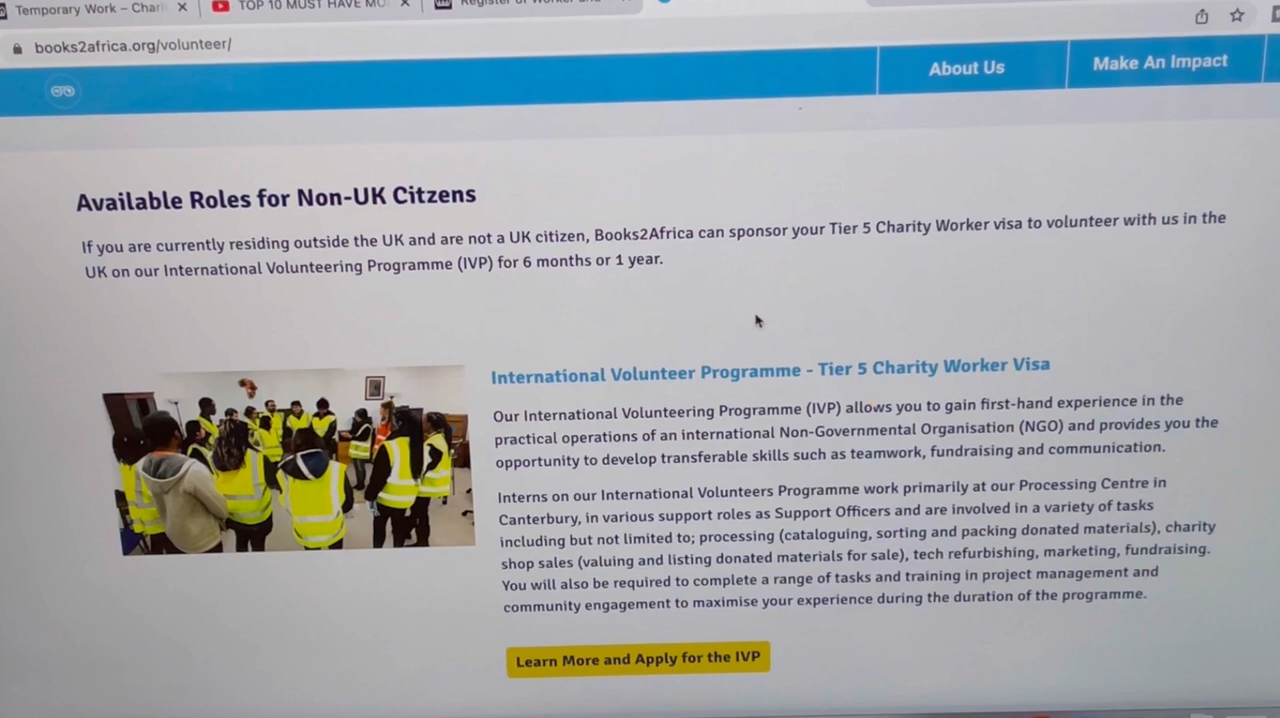 Temporary Work – Chari
TOP 10 MUST HAVE MO
Register of Worker and
books2africa.org/volunteer/
About Us
Make An Impact
Available Roles for Non-UK Citzens
If you are currently residing outside the UK and are not a UK citizen, Books2Africa can sponsor your Tier 5 Charity Worker visa to volunteer with us in the
UK on our International Volunteering Programme (IVP) for 6 months or 1 year.
International Volunteer Programme - Tier 5 Charity Worker Visa
Our International Volunteering Programme (IVP) allows you to gain first-hand experience in the
practical operations of an international Non-Governmental Organisation (NGO) and provides you the
opportunity to develop transferable skills such as teamwork, fundraising and communication.
Interns on our International Volunteers Programme work primarily at our Processing Centre in
Canterbury, in various support roles as Support Officers and are involved in a variety of tasks
including but not limited to; processing (cataloguing, sorting and packing donated materials), charity
shop sales (valuing and listing donated materials for sale), tech refurbishing, marketing, fundraising.
You will also be required to complete a range of tasks and training in project management and
community engagement to maximise your experience during the duration of the programme.
Learn More and Apply for the IVP